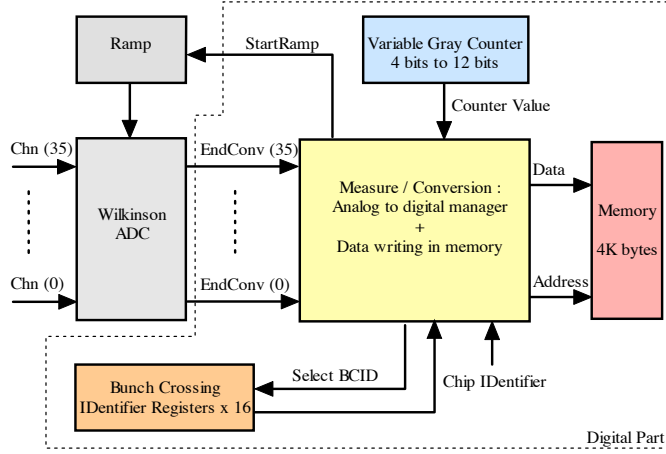 Ramp
StartRamp
Variable Gray Counter
4 bits to 12 bits
Counter Value
Chn (35)
EndConv (35)
Wilkinson
ADC
Measure / Conversion :
Analog to digital manager
+
Data writing in memory
Data
Memory
4K bytes
Chn (0)
EndConv (0)
Address
Select BCID
Chip IDentifier
Bunch Crossing
IDentifier Registers x 16
Digital Part